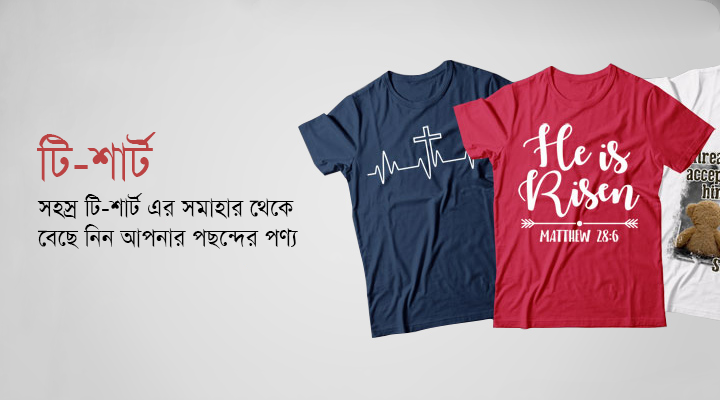 টি-শার্ট
সহস্র টি-শার্ট এর সমাহার থেকে
বেছে নিন আপনার পছন্দের পণ্য
He is
Risen
MATTHEW 28:6